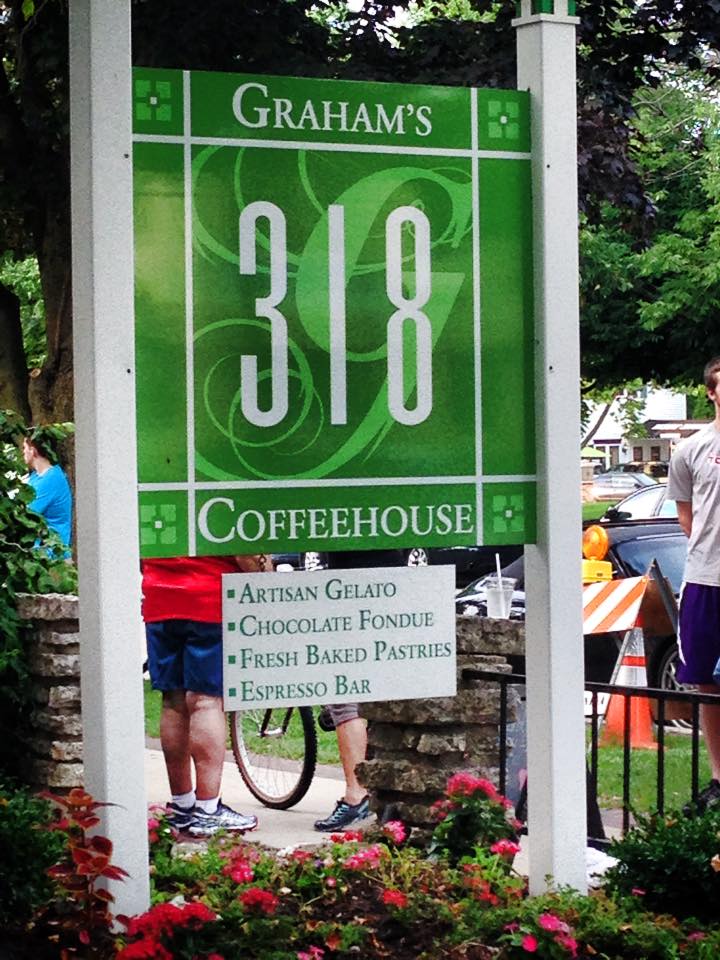 GRAHAM'S
318
COFFEEHOUSE
▪ARTISAN GELATO
▪CHOCOLATE FONDUE
▪FRESH BAKED PASTRIES
▪ESPRESSO BAR